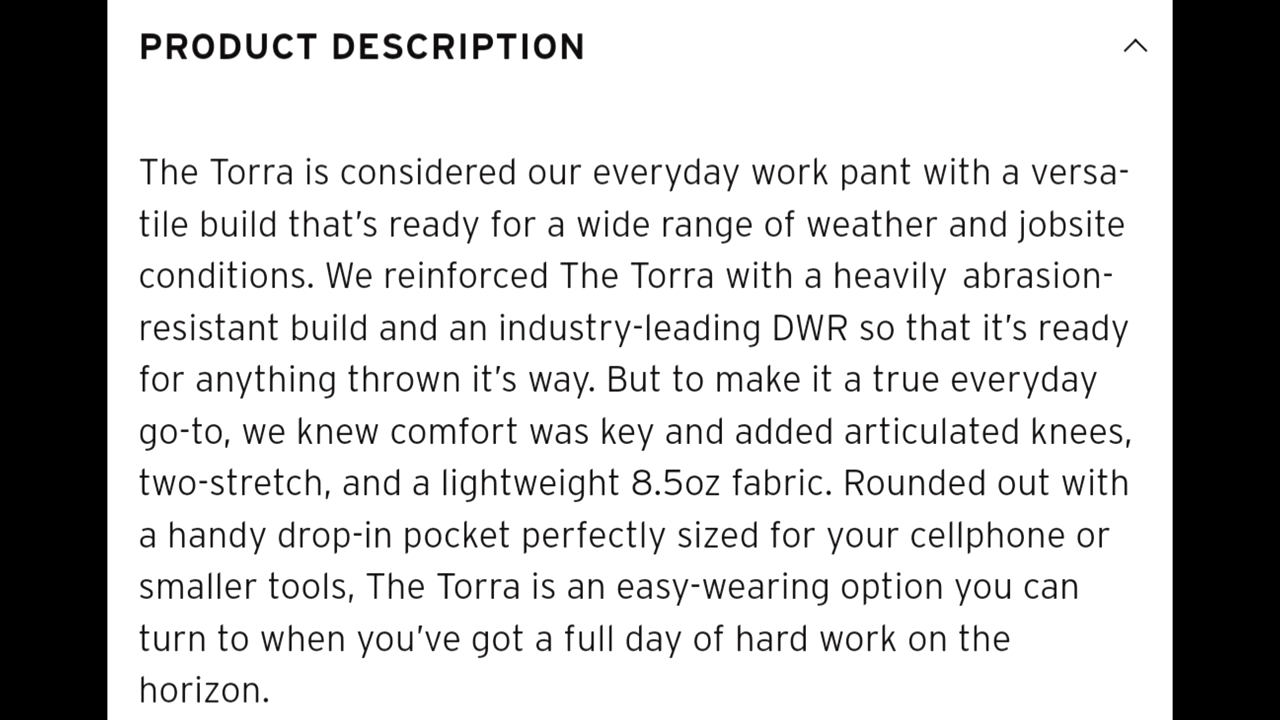 PRODUCT DESCRIPTION
The Torra is considered our everyday work pant with a versa-
tile build that's ready for a wide range of weather and jobsite
conditions. We reinforced The Torra with a heavily abrasion-
resistant build and an industry-leading DWR so that it's ready
for anything thrown it's way. But to make it a true everyday
go-to, we knew comfort was key and added articulated knees,
two-stretch, and a lightweight 8.5oz fabric. Rounded out with
a handy drop-in pocket perfectly sized for your cellphone or
smaller tools, The Torra is an easy-wearing option you can
turn to when you've got a full day of hard work on the
horizon.